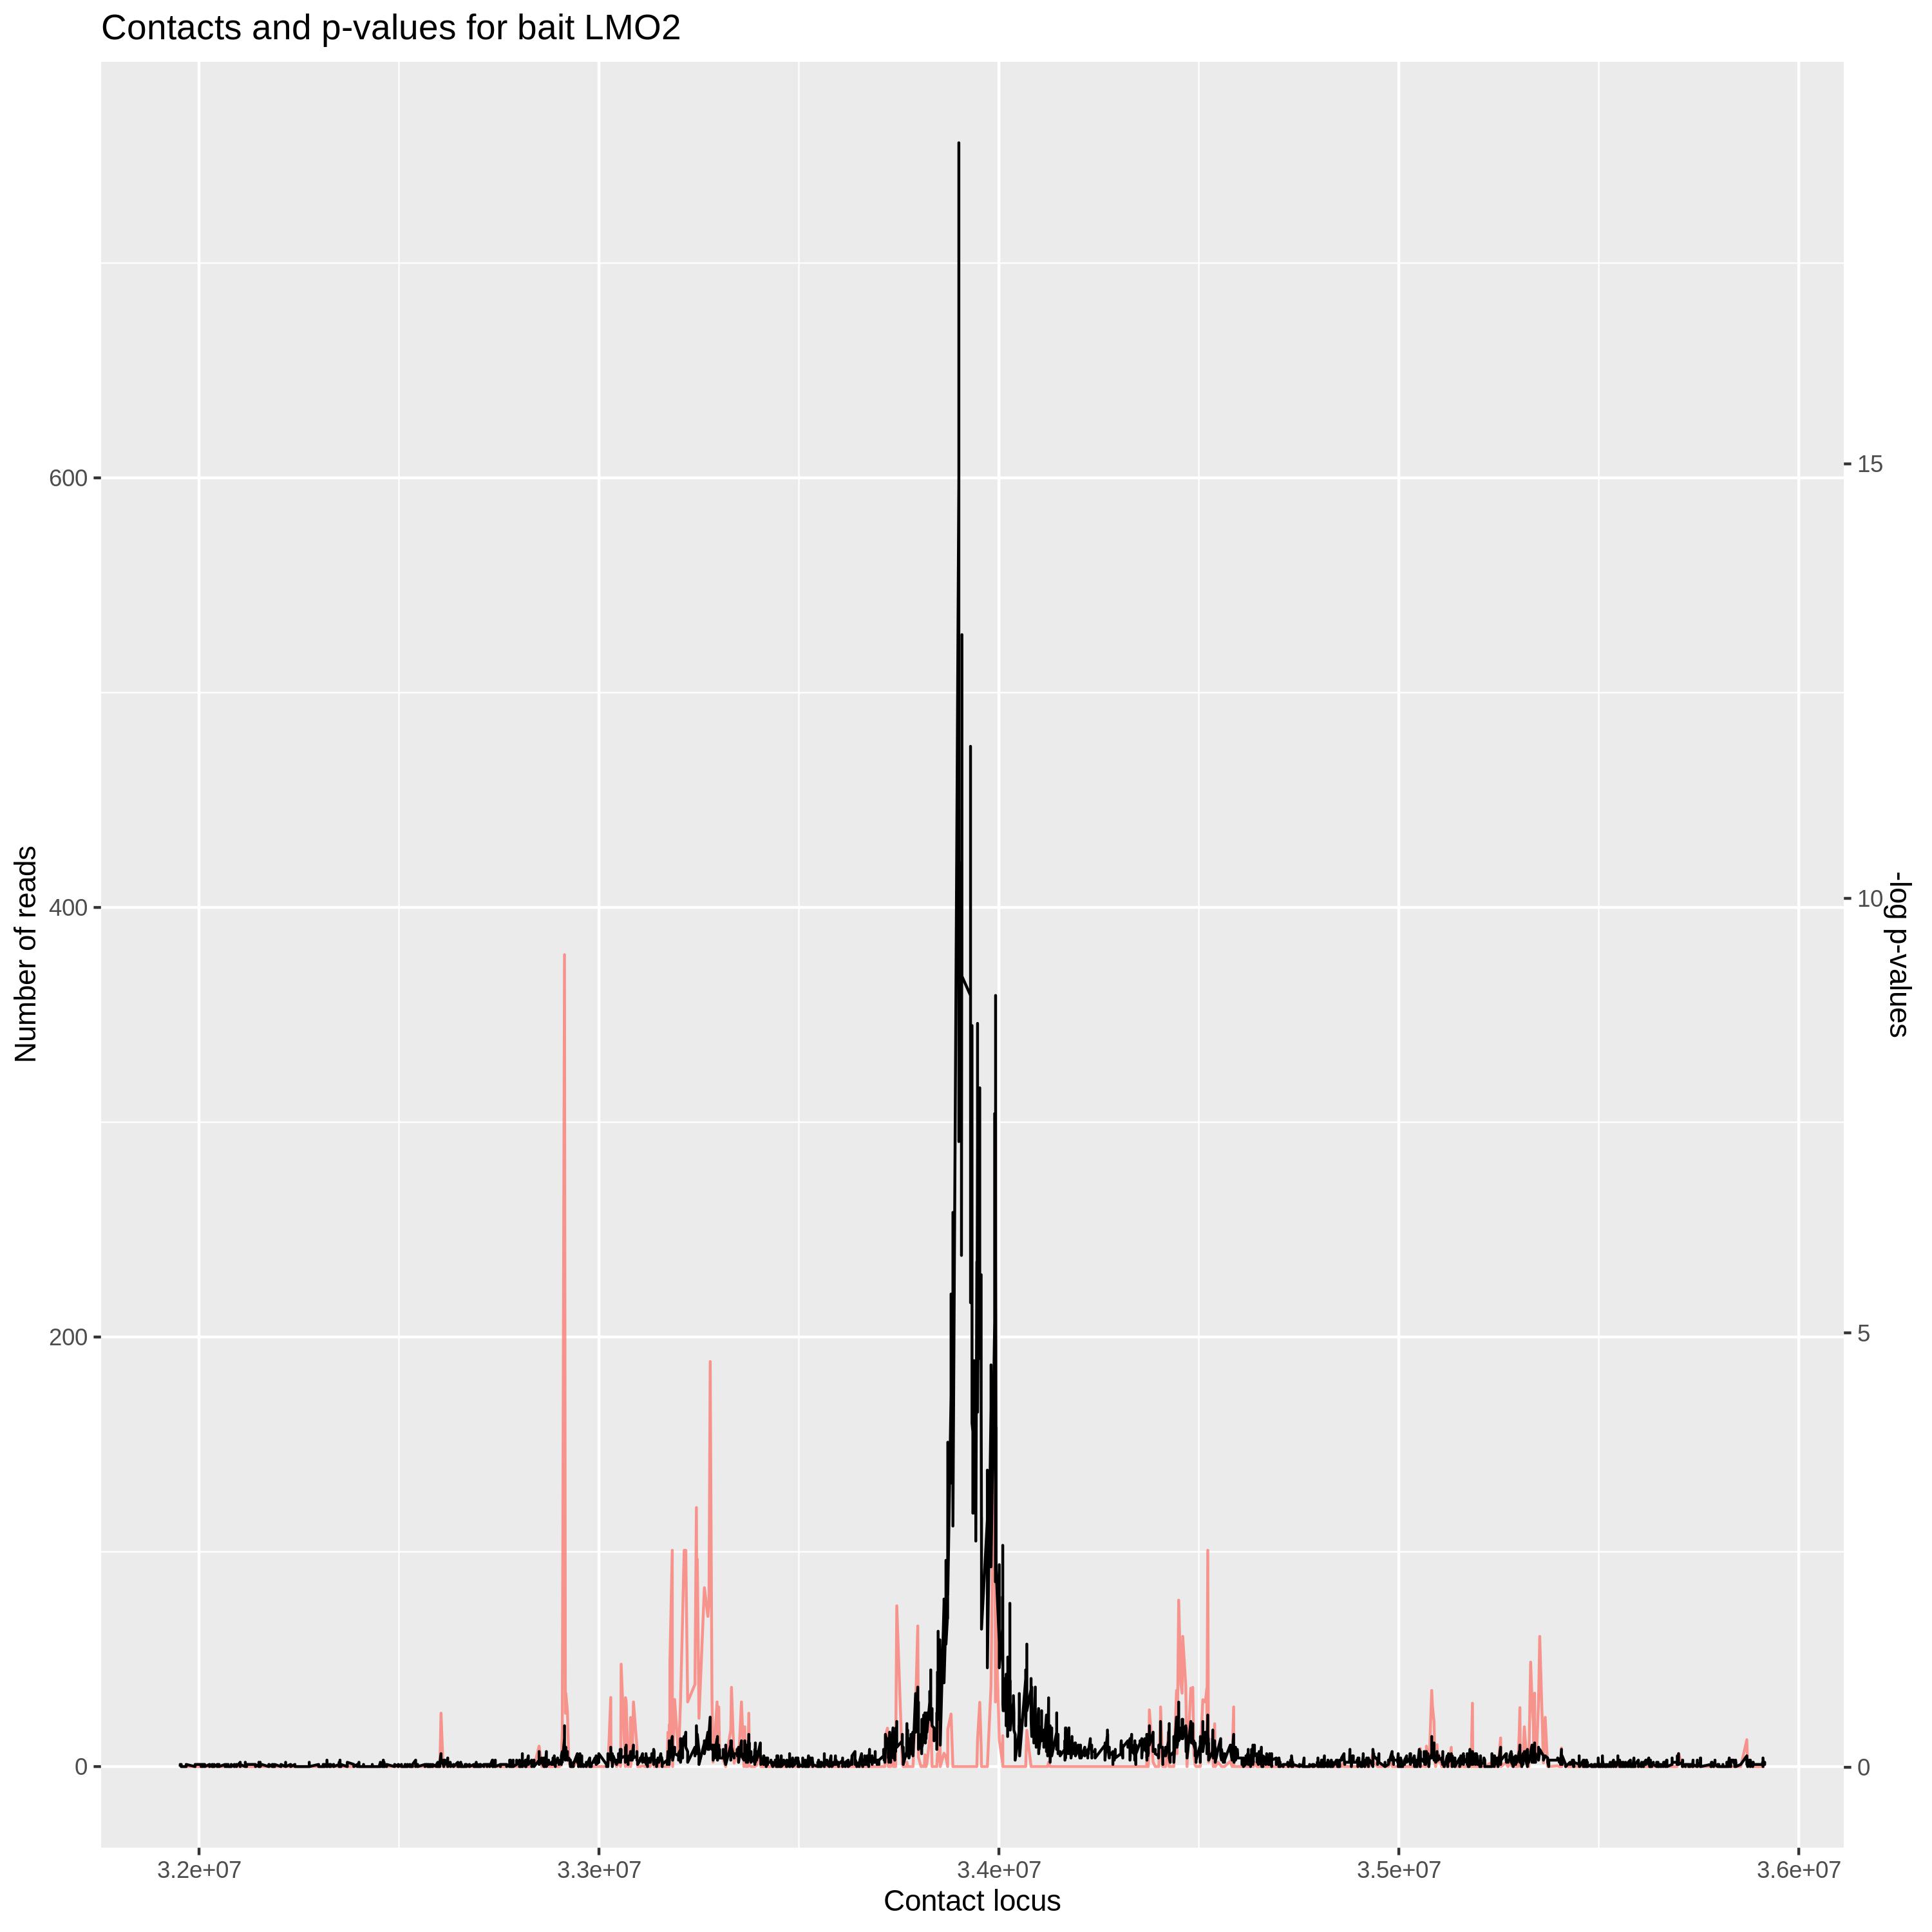 Contacts and p-values for bait LMO2
Number of reads
600
400
200
0
15
10
5
0
-log p-values
3.2e+07 3.3e+07 3.4e+07 3.5e+07 3.6e+07
Contact locus